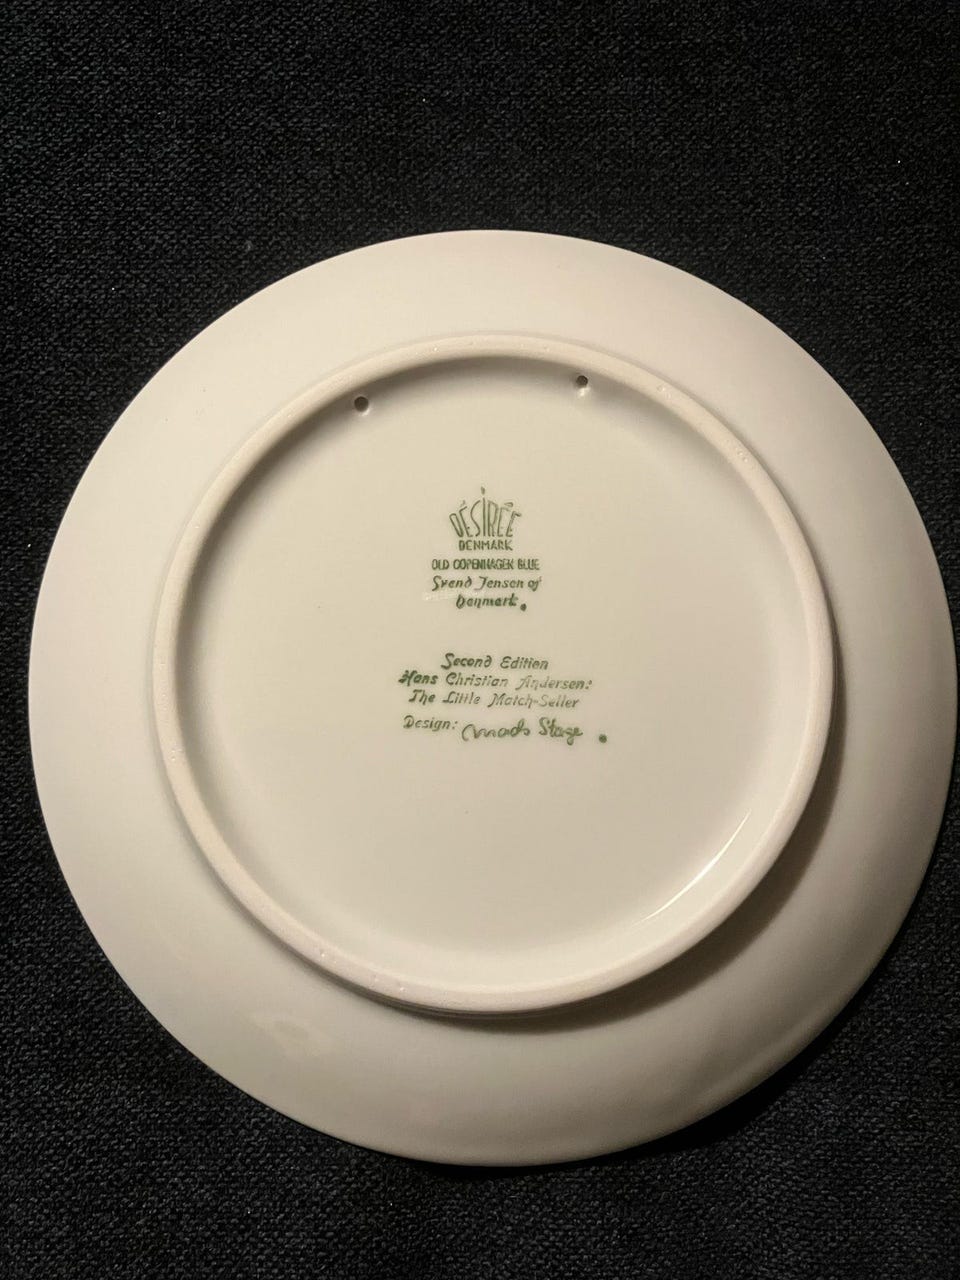 DÉSIRÉE
DENMARK
OLD COPENHAGEN BLUE
Svend Jensen of
Denmark.
Second Edition
Hans Christian Andersen:
The Little Match-Seller
Design: Mads Stage